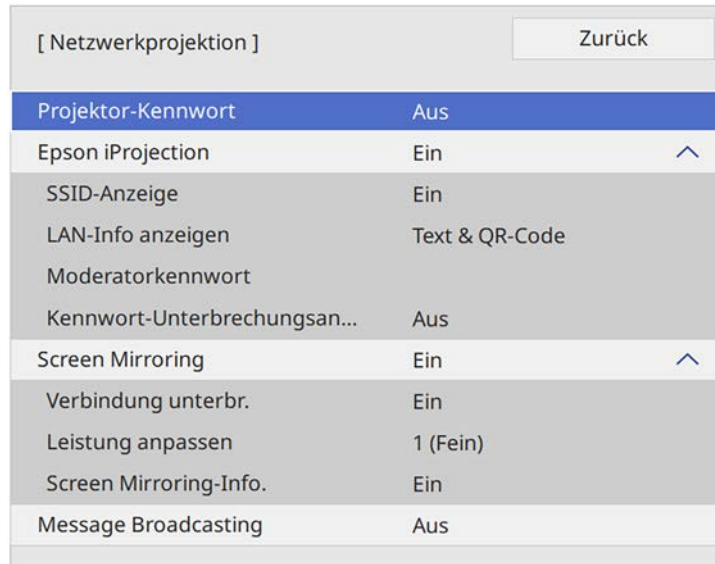 [ Netzwerkprojektion ] Zurück
Projektor-Kennwort Aus
Epson iProjection Ein
SSID-Anzeige Ein
LAN-Info anzeigen Text & QR-Code
Moderatorkennwort
Kennwort-Unterbrechungsan... Aus
Screen Mirroring Ein
Verbindung unterbr. Ein
Leistung anpassen 1 (Fein)
Screen Mirroring-Info. Ein
Message Broadcasting Aus